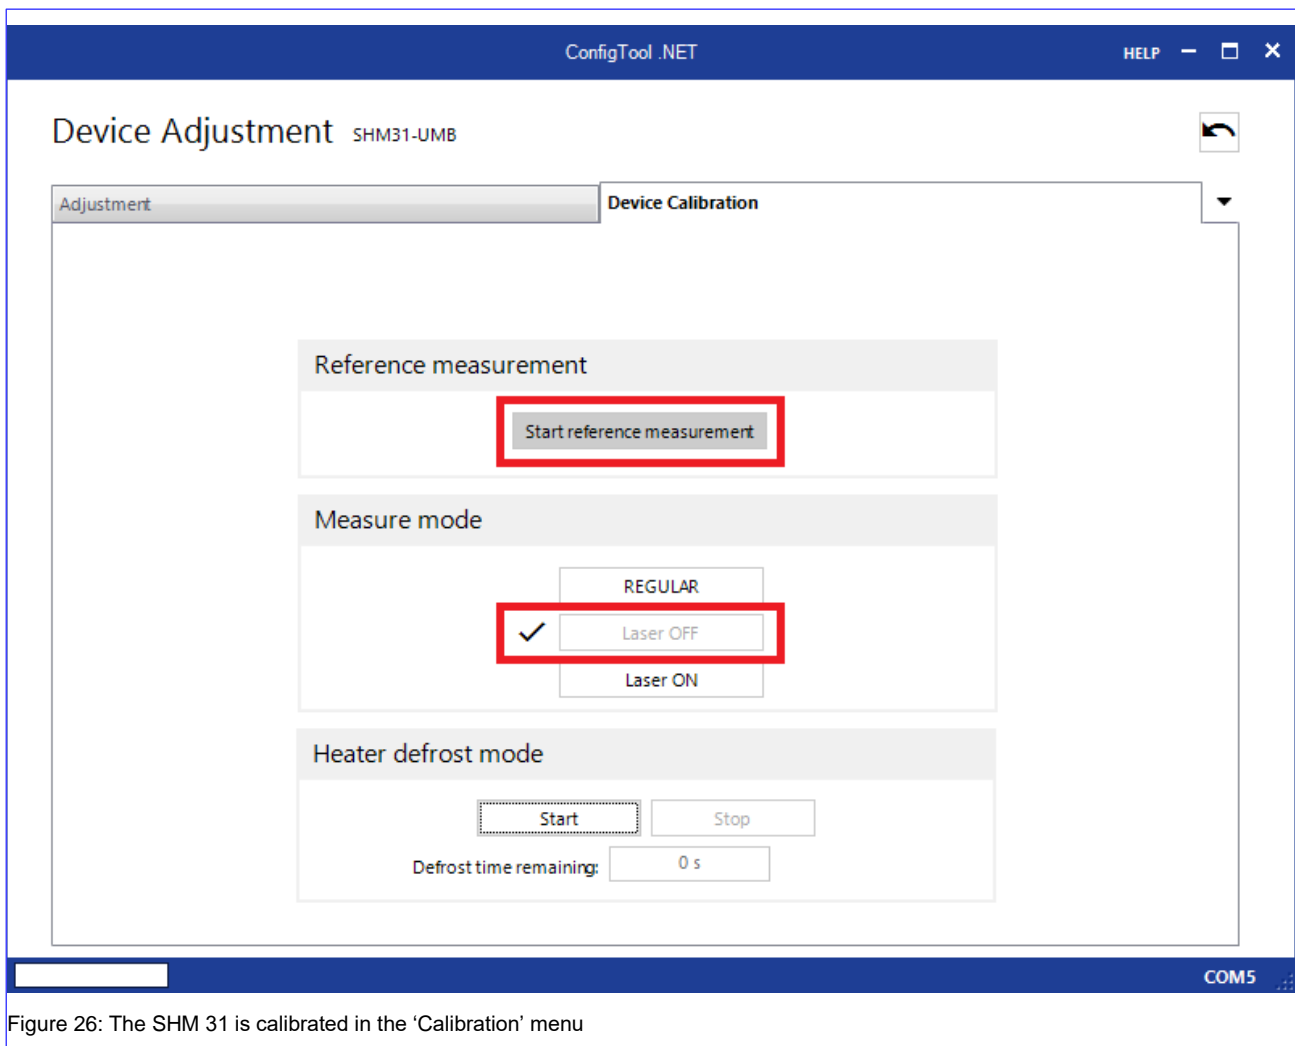 ConfigTool .NET
HELP
Device Adjustment SHM31-UMB
Adjustment
Device Calibration
Reference measurement
Start reference measurement
Measure mode
REGULAR
Laser OFF
Laser ON
Heater defrost mode
Start
Stop
Defrost time remaining:
0 s
COM5
Figure 26: The SHM 31 is calibrated in the ‘Calibration’ menu